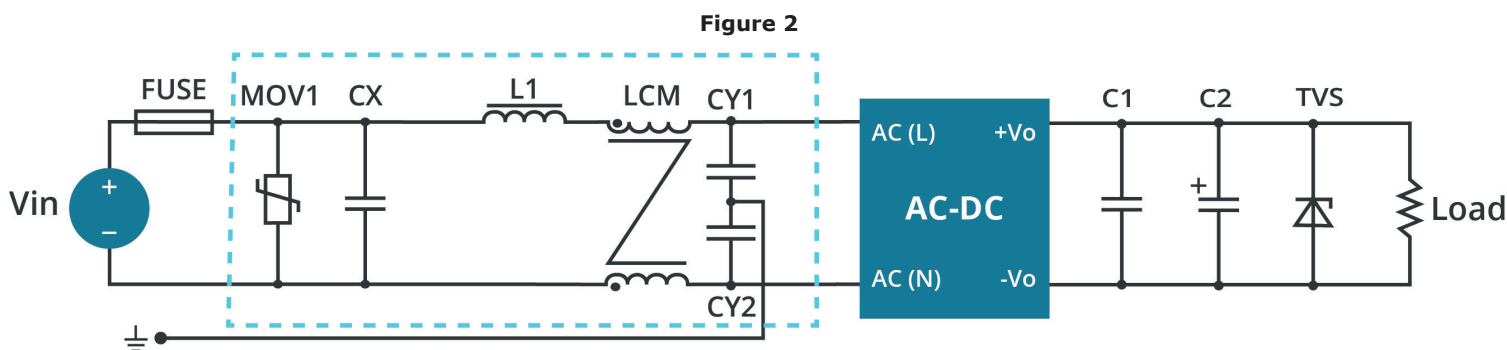 Figure 2
FUSE MOV1 CX L1 LCM CY1 C1 C2 TVS
AC (L) +Vo
Vin + − AC-DC + Load
AC (N) -Vo
CY2